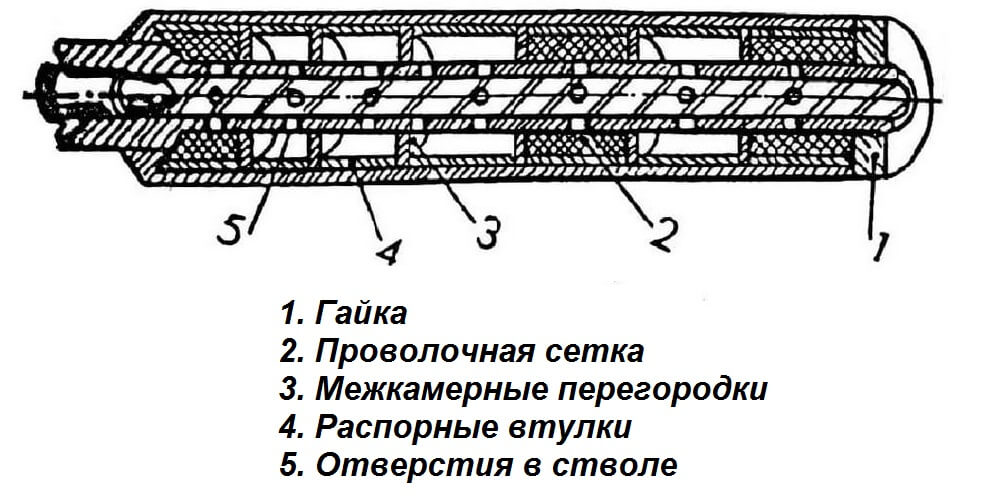 5 4 3 2 1
1. Гайка
2. Проволочная сетка
3. Межкамерные перегородки
4. Распорные втулки
5. Отверстия в стволе